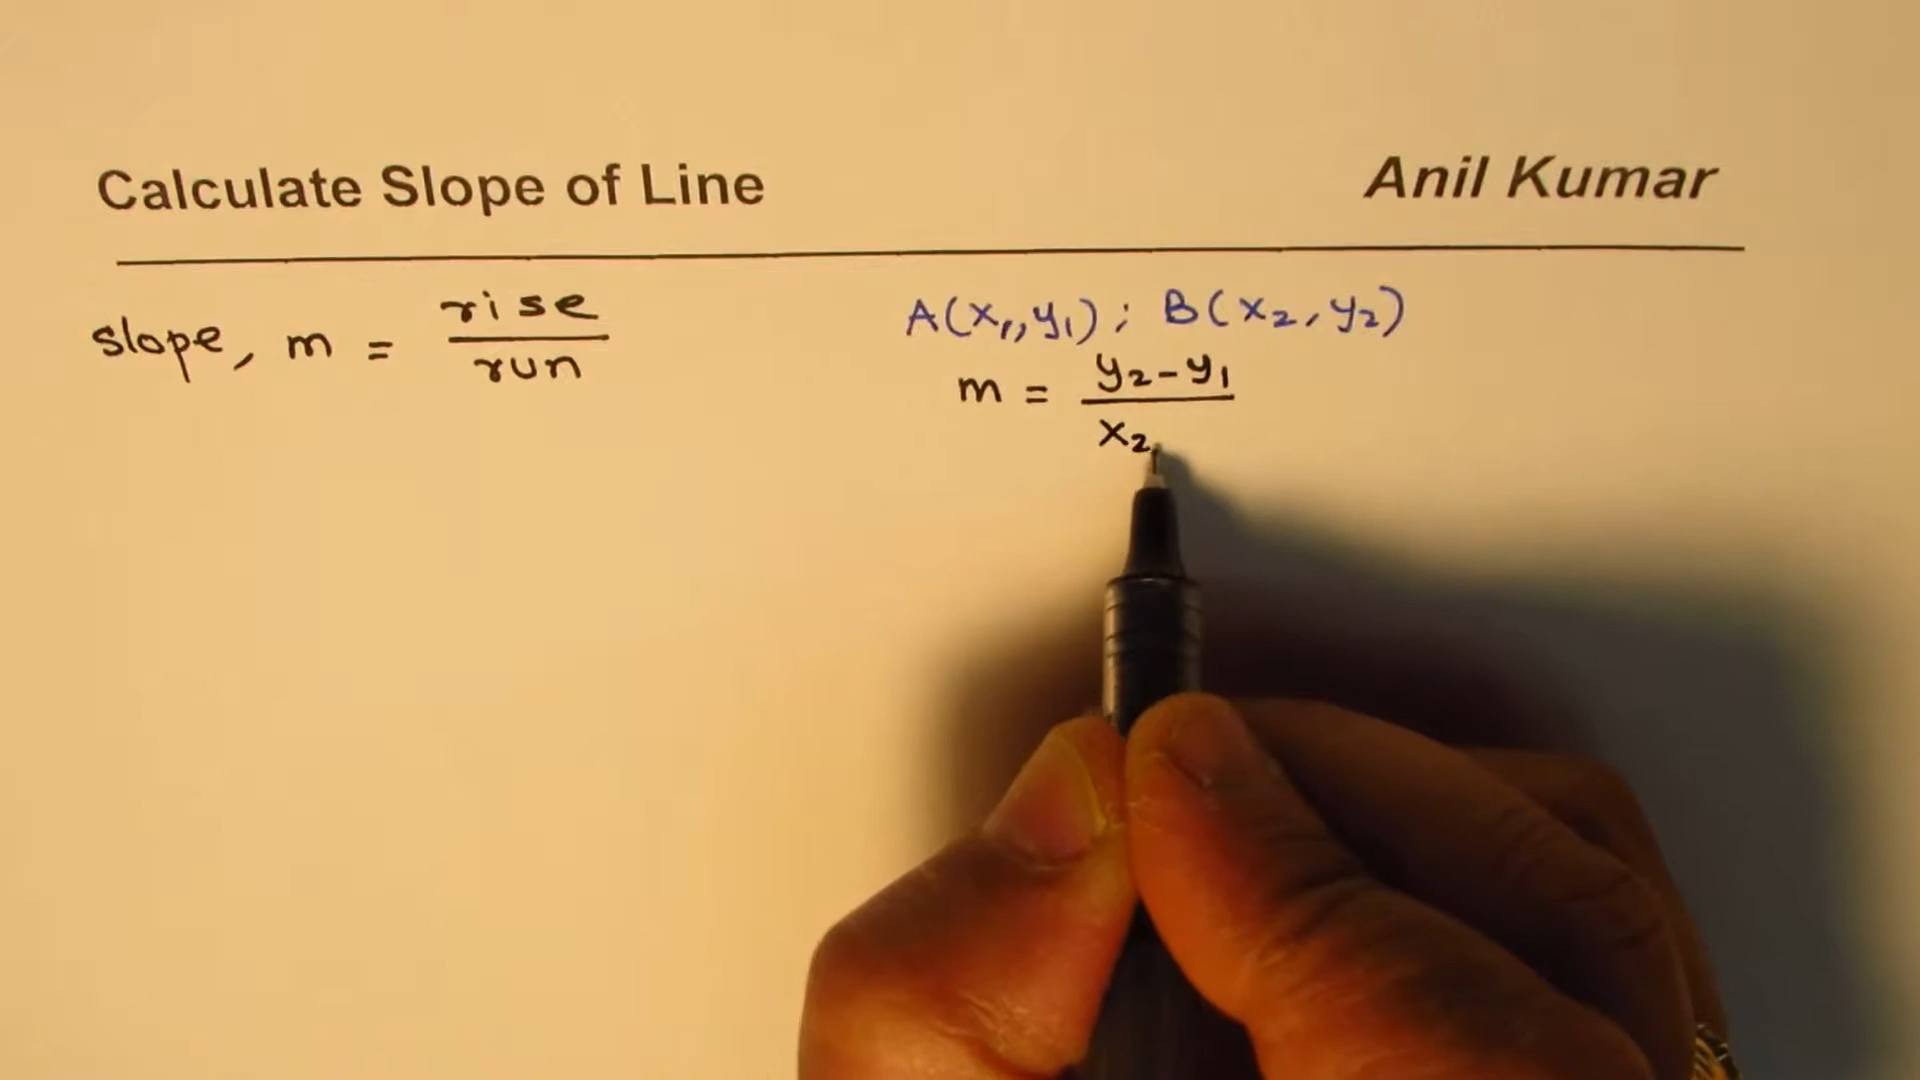 Calculate Slope of Line
Anil Kumar
slope, m = rise/run
A(x₁,y₁); B(x₂,y₂)
m = y₂-y₁/x₂